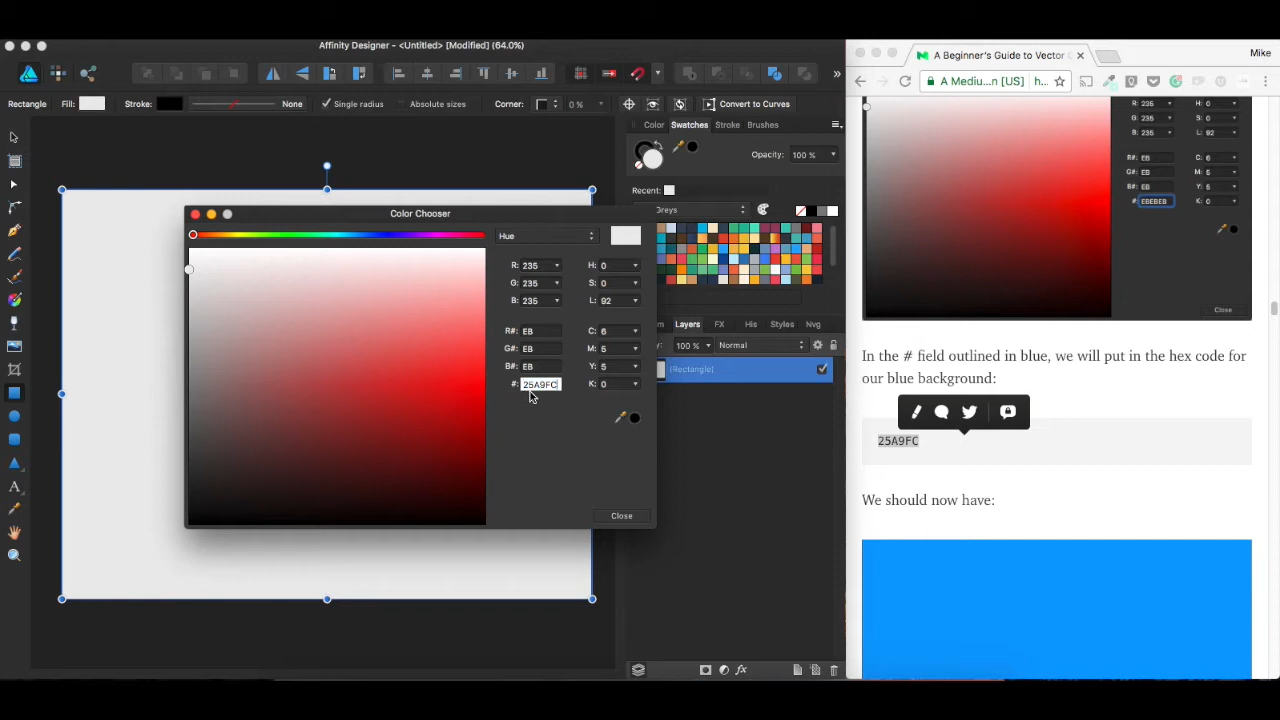 Affinity Designer - <Untitled> [Modified] (64.0%)
Rectangle Fill: Stroke: None Single radius Absolute sizes Corner: 0 % Convert to Curves
Color Swatches Stroke Brushes
Opacity: 100 %
Recent:
Greys
Color Chooser
Hue
R: 235 H: 0
G: 235 S: 0
B: 235 L: 92
R#: EB C: 6
G#: EB M: 5
B#: EB Y: 5
#: 25A9FC K: 0
Close
Layers FX His Styles Nvg
100 % Normal
(Rectangle)
A Beginner's Guide to Vector
Mike
A Medium...n [US] h...
R: 235 H: 0
G: 235 S: 0
B: 235 L: 92
R#: EB C: 6
G#: EB M: 5
B#: EB Y: 5
#: EBEBEB K: 0
Close
In the # field outlined in blue, we will put in the hex code for
our blue background:
25A9FC
We should now have: